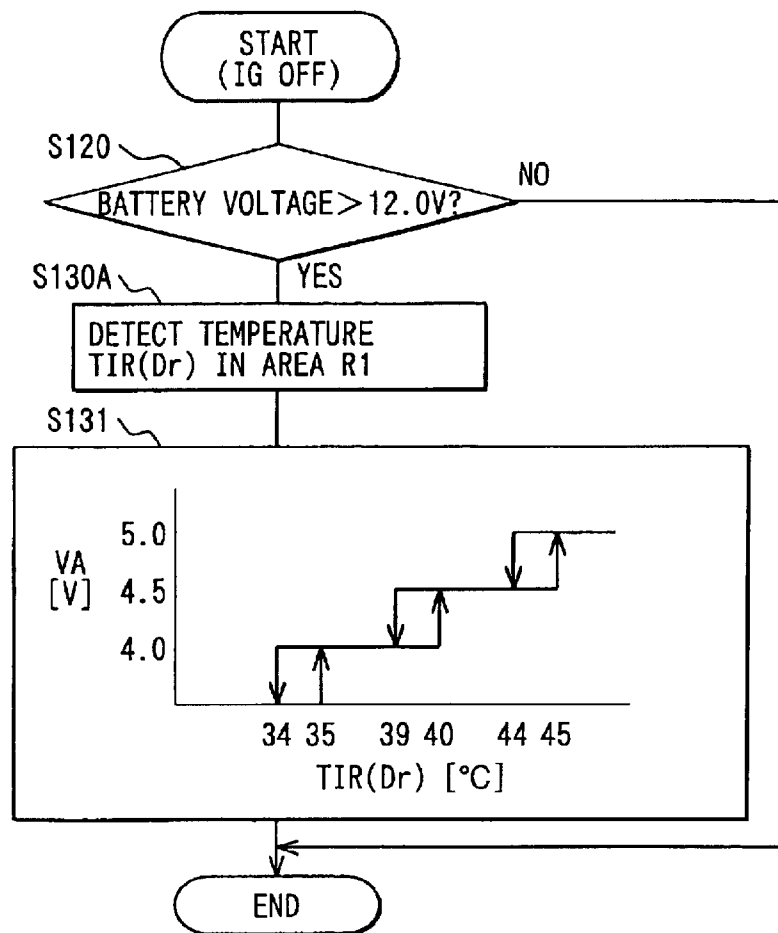 START
(IG OFF)
S120
NO
BATTERY VOLTAGE>12.0V?
S130A
YES
DETECT TEMPERATURE
TIR(Dr) IN AREA R1
S131
5.0
VA
[V]
4.5
4.0
34 35 39 40 44 45
TIR(Dr) [°C]
END